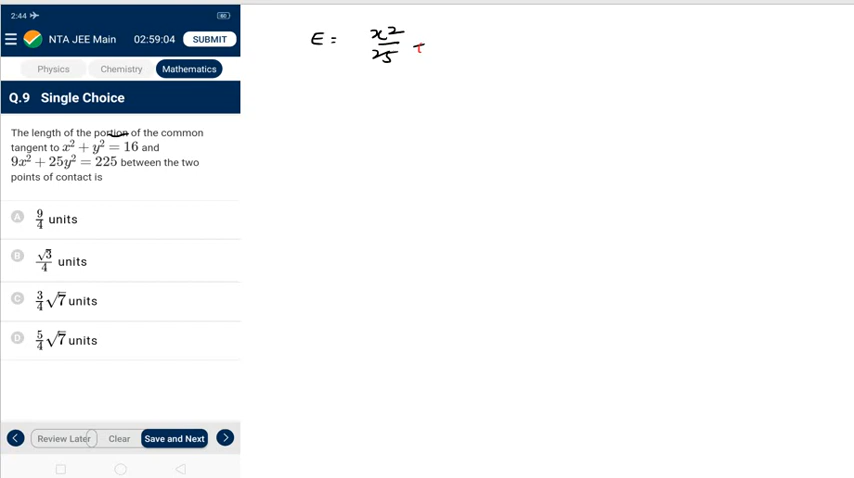 2:44
60
NTA JEE Main
02:59:04
SUBMIT
Physics
Chemistry
Mathematics
Q.9 Single Choice
The length of the portion of the common
tangent to x² + y² = 16 and
9x² + 25y² = 225 between the two
points of contact is
A 9/4 units
B √3/4 units
C 3/4 √7 units
D 5/4 √7 units
Review Later
Clear
Save and Next
E = x²/25 +